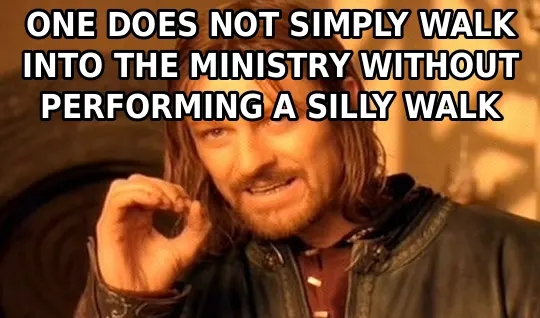 ONE DOES NOT SIMPLY WALK
INTO THE MINISTRY WITHOUT
PERFORMING A SILLY WALK